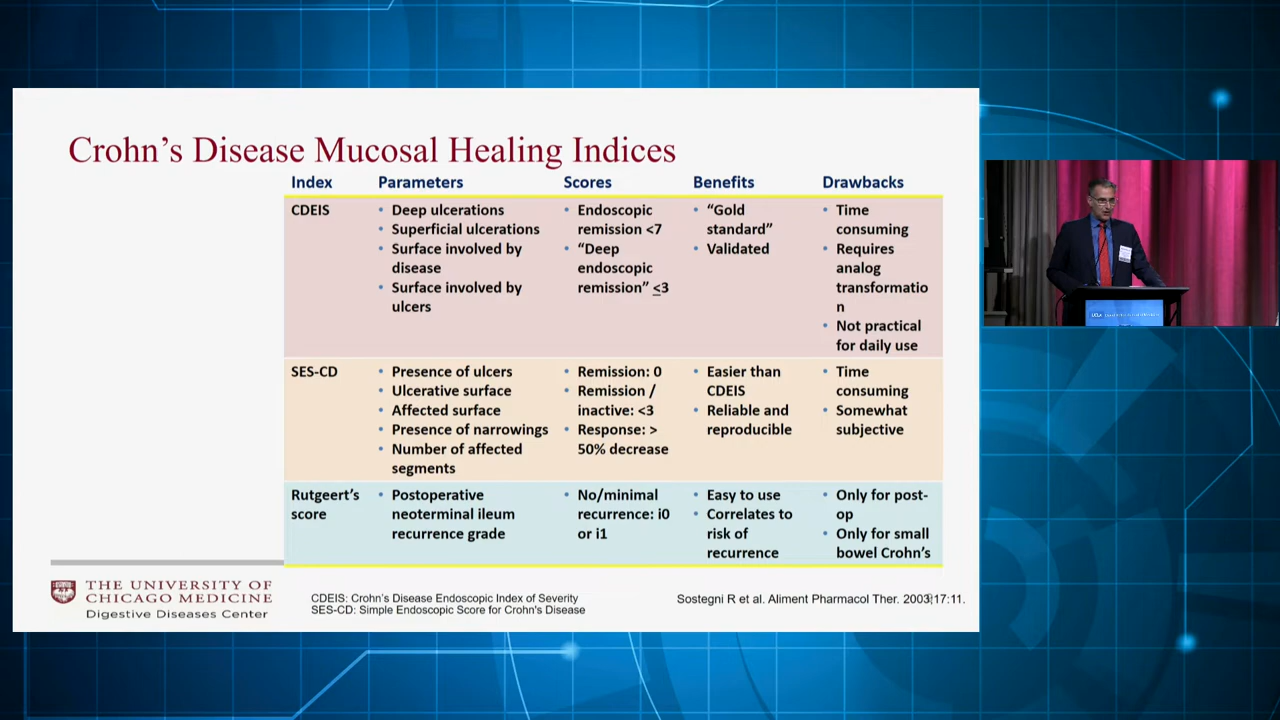 Crohn's Disease Mucosal Healing Indices
Index Parameters Scores Benefits Drawbacks
CDEIS
• Deep ulcerations
• Superficial ulcerations
• Surface involved by
disease
• Surface involved by
ulcers
• Endoscopic
remission <7
• "Deep
endoscopic
remission" ≤3
• "Gold
standard"
• Validated
• Time
consuming
• Requires
analog
transformatio
n
• Not practical
for daily use
SES-CD
• Presence of ulcers
• Ulcerative surface
• Affected surface
• Presence of narrowings
• Number of affected
segments
• Remission: 0
• Remission /
inactive: <3
• Response: >
50% decrease
• Easier than
CDEIS
• Reliable and
reproducible
• Time
consuming
• Somewhat
subjective
Rutgeert's
score
• Postoperative
neoterminal ileum
recurrence grade
• No/minimal
recurrence: i0
or i1
• Easy to use
• Correlates to
risk of
recurrence
• Only for post-
op
• Only for small
bowel Crohn's
THE UNIVERSITY OF
CHICAGO MEDICINE
Digestive Diseases Center
CDEIS: Crohn's Disease Endoscopic Index of Severity
SES-CD: Simple Endoscopic Score for Crohn's Disease
Sostegni R et al. Aliment Pharmacol Ther. 2003;17:11.
UCLA